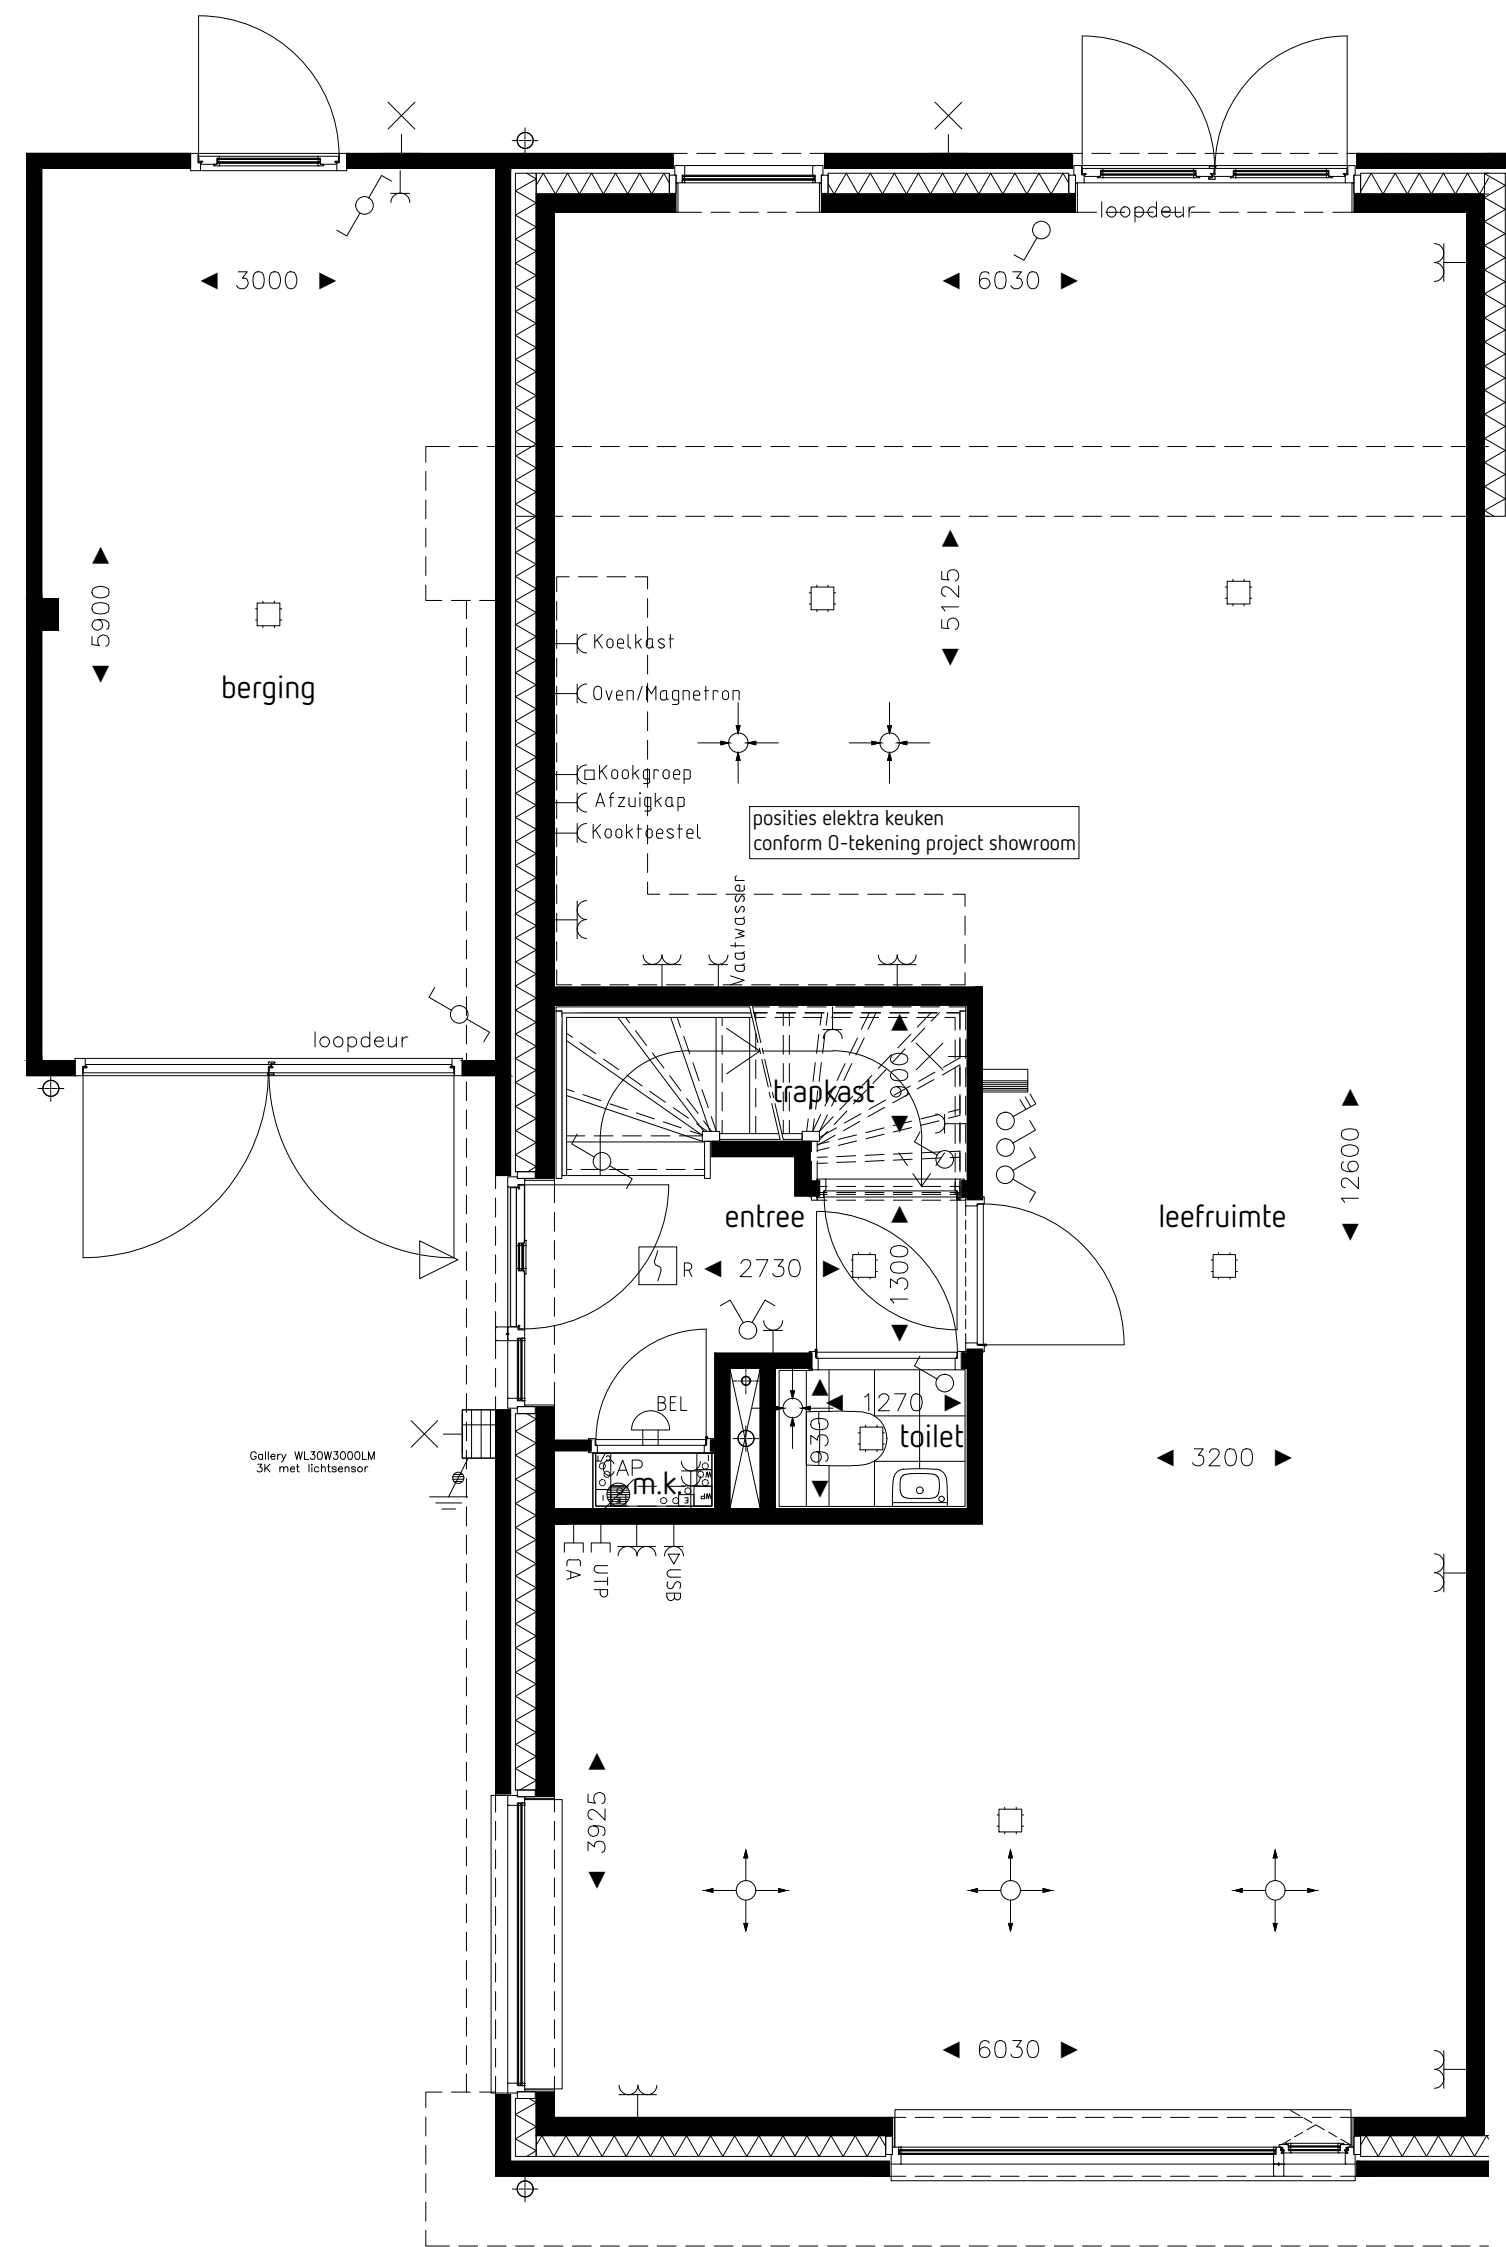 loopdeur
3000
6030
5900
5125
Koelkast
berging
Oven/Magnetron
Kookgroep
Afzuigkap
Kooktoestel
posities elektra keuken
conform 0-tekening project showroom
Vaatwasser
loopdeur
trapkast
900
12600
entree
leefruimte
R
2730
1300
BEL
1270
930
toilet
Gallery WL30W3000LM
3K met lichtsensor
3200
CAP
m.k.
CA
UTP
USB
3925
6030